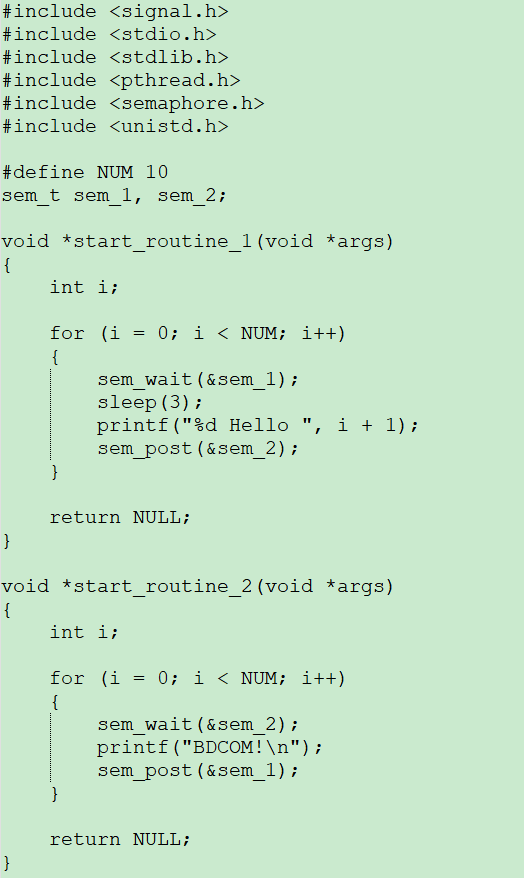 #include <signal.h>
#include <stdio.h>
#include <stdlib.h>
#include <pthread.h>
#include <semaphore.h>
#include <unistd.h>

#define NUM 10
sem_t sem_1, sem_2;

void *start_routine_1(void *args)
{
    int i;

    for (i = 0; i < NUM; i++)
    {
        sem_wait(&sem_1);
        sleep(3);
        printf("%d Hello ", i + 1);
        sem_post(&sem_2);
    }

    return NULL;
}

void *start_routine_2(void *args)
{
    int i;

    for (i = 0; i < NUM; i++)
    {
        sem_wait(&sem_2);
        printf("BDCOM!\n");
        sem_post(&sem_1);
    }

    return NULL;
}